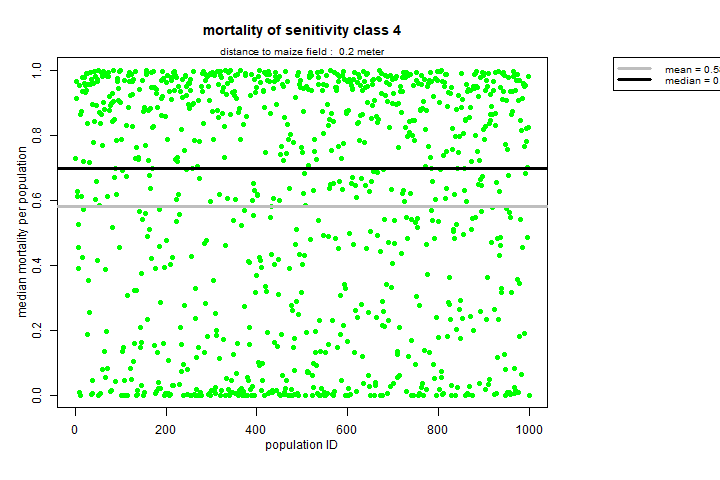 mortality of senitivity class 4
distance to maize field : 0.2 meter
mean = 0.5
median = 0
median mortality per population
1.0
0.8
0.6
0.4
0.2
0.0
0
200
400
600
800
1000
population ID